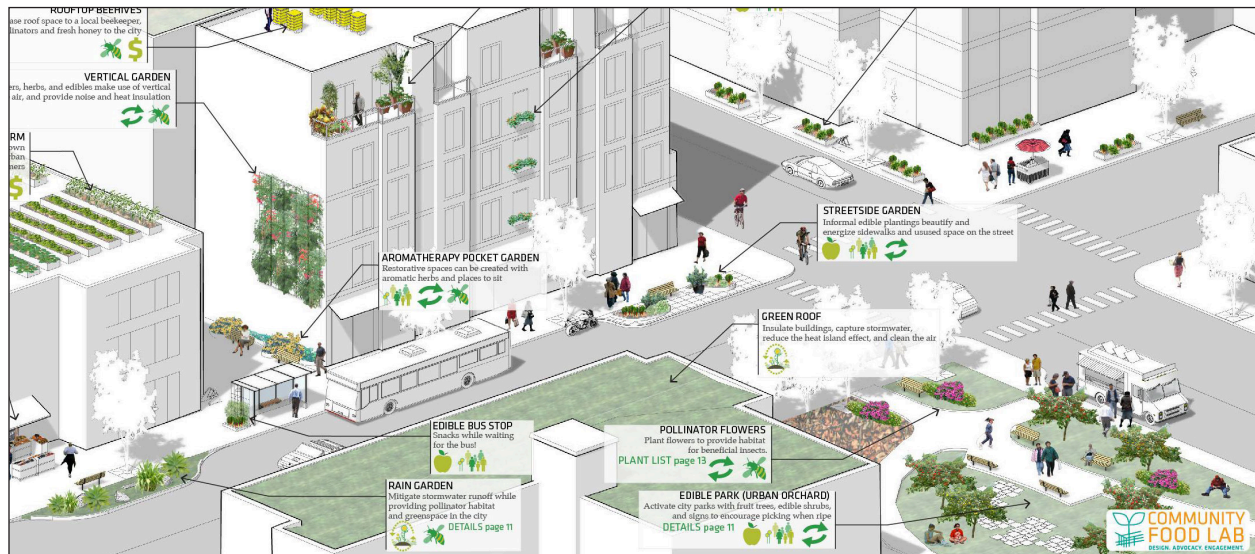 ROOFTOP BEEHIVES
ase roof space to a local beekeeper,
llinators and fresh honey to the city
$
VERTICAL GARDEN
ers, herbs, and edibles make use of vertical
air, and provide noise and heat insulation
RM
own
rban
mers
$
AROMATHERAPY POCKET GARDEN
Restorative spaces can be created with
aromatic herbs and places to sit
STREETSIDE GARDEN
Informal edible plantings beautify and
energize sidewalks and usused space on the street
GREEN ROOF
Insulate buildings, capture stormwater,
reduce the heat island effect, and clean the air
EDIBLE BUS STOP
Snacks while waiting
for the bus!
POLLINATOR FLOWERS
Plant flowers to provide habitat
for beneficial insects.
PLANT LIST page 13
RAIN GARDEN
Mitigate stormwater runoff while
providing pollinator habitat
and greenspace in the city
DETAILS page 11
EDIBLE PARK (URBAN ORCHARD)
Activate city parks with fruit trees, edible shrubs,
and signs to encourage picking when ripe
DETAILS page 11
COMMUNITY
FOOD LAB
DESIGN. ADVOCACY. ENGAGEMENT.